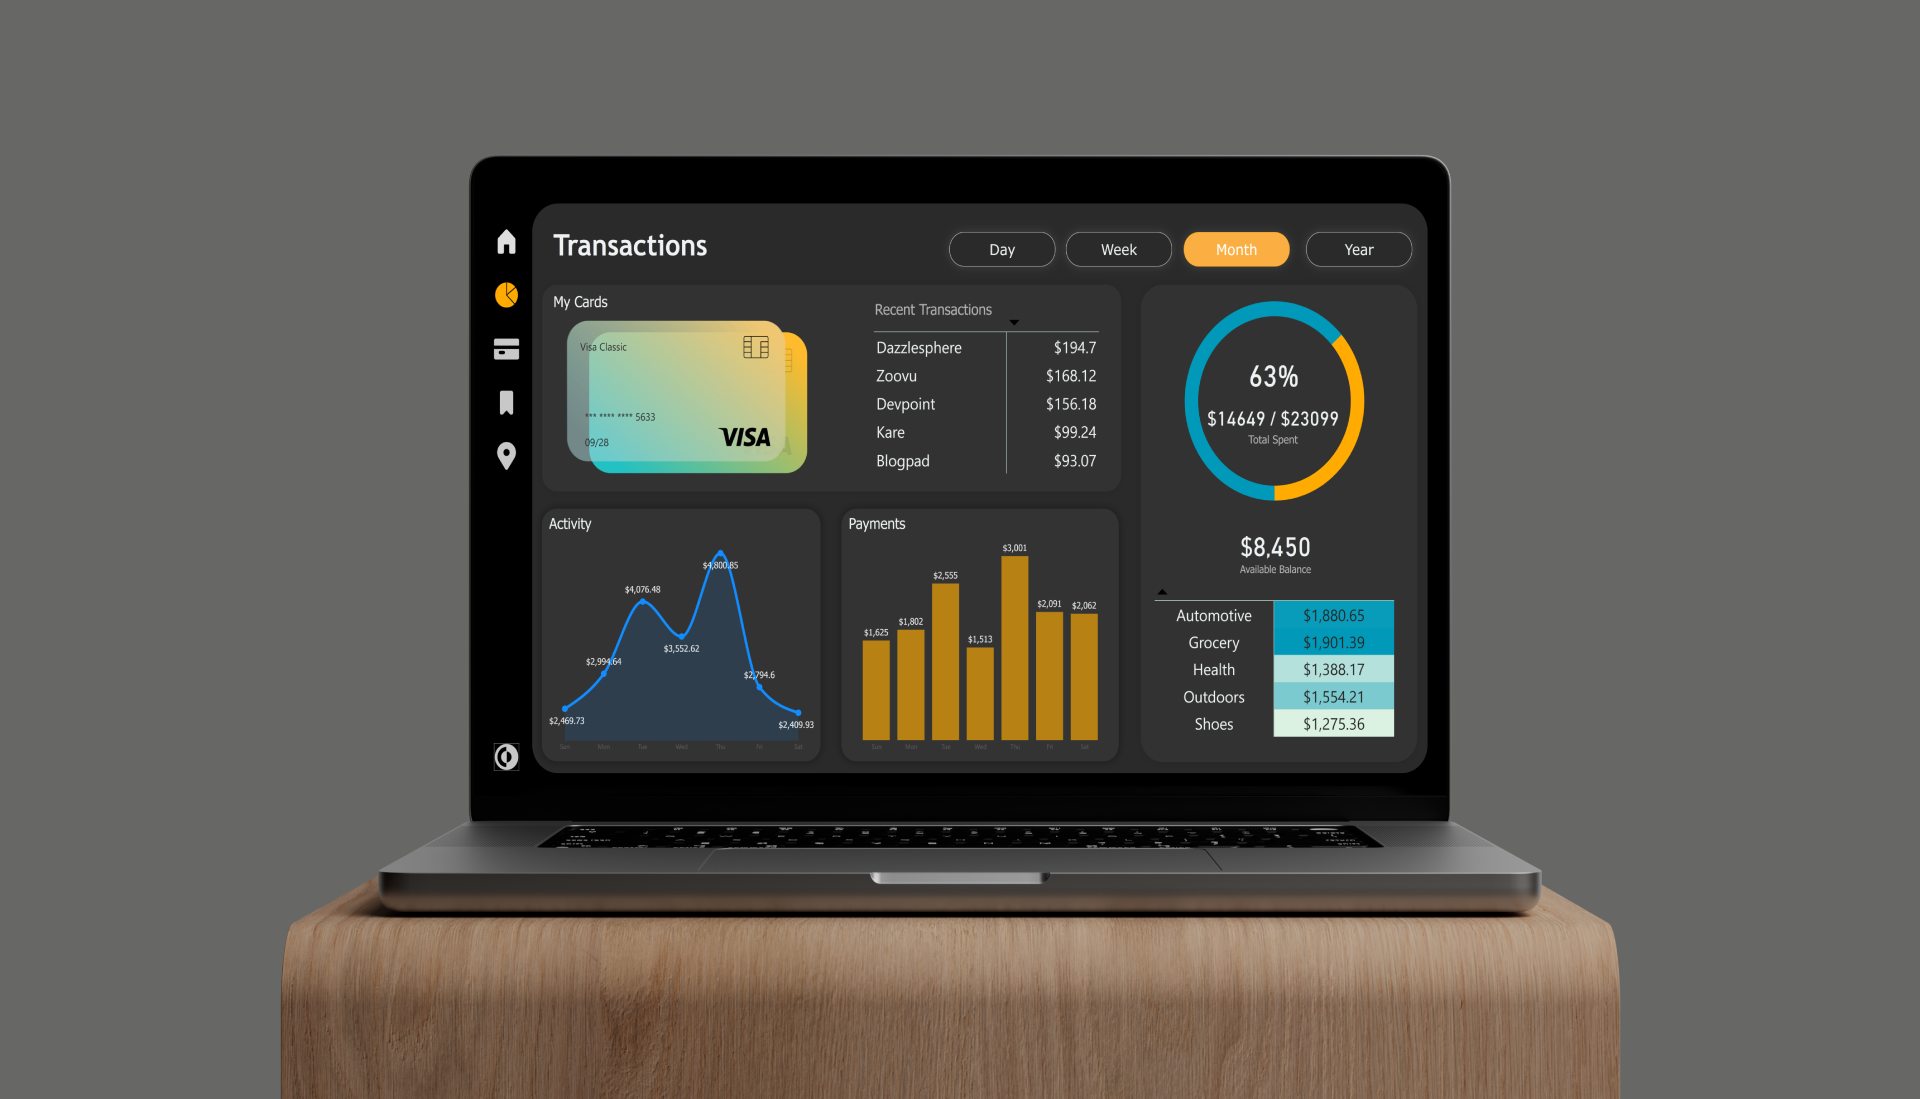 Transactions
Day
Week
Month
Year
My Cards
Visa Classic
*** **** **** 5633
09/28
VISA
Recent Transactions
Dazzlesphere $194.7
Zoovu $168.12
Devpoint $156.18
Kare $99.24
Blogpad $93.07
63%
$14649 / $23099
Total Spent
$8,450
Available Balance
Automotive $1,880.65
Grocery $1,901.39
Health $1,388.17
Outdoors $1,554.21
Shoes $1,275.36
Activity
$4,800.85
$4,076.48
$3,552.62
$2,994.64
$2,794.6
$2,469.73
$2,409.93
Sun Mon Tue Wed Thu Fri Sat
Payments
$3,001
$2,555
$2,091
$2,062
$1,802
$1,625
$1,513
Sun Mon Tue Wed Thu Fri Sat